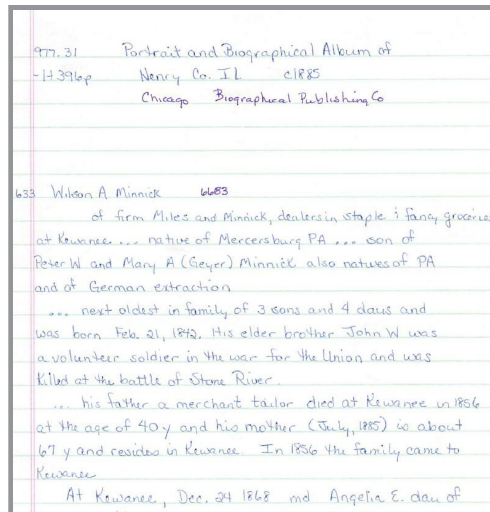 977.31 Portrait and Biographical Album of
-H396p Henry Co. IL c1885
Chicago Biographical Publishing Co
633 Wilson A Minnick 6683
of firm Miles and Minnick, dealers in staple & fancy groceries
at Kewanee ... native of Mercersburg PA ... son of
Peter W and Mary A (Geyer) Minnick also natives of PA
and of German extraction
... next oldest in family of 3 sons and 4 daus and
was born Feb. 21, 1842. His elder brother John W was
a volunteer soldier in the war for the Union and was
killed at the battle of Stone River.
... his father a merchant tailor died at Kewanee in 1856
at the age of 40 y and his mother (July, 1885) is about
67 y and resides in Kewanee In 1856 the family came to
Kewanee
At Kewanee, Dec. 24 1868 md Angelia E. dau of